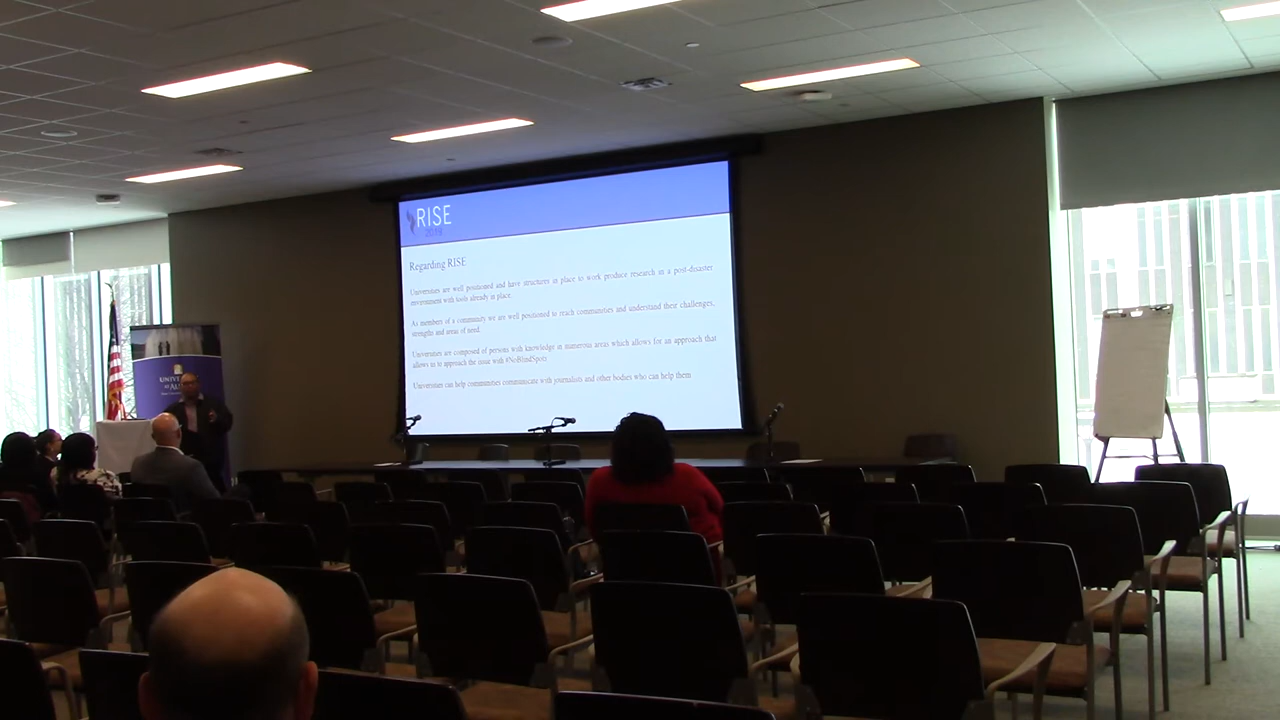 RISE
2019
Regarding RISE
Universities are well positioned and have structures in place to work produce research in a post-disaster
environment with tools already in place.
As members of a community we are well positioned to reach communities and understand their challenges,
strengths and areas of need.
Universities are composed of persons with knowledge in numerous areas which allows for an approach that
allows us to approach the issue with #NoBlindSpots
Universities can help communities communicate with journalists and other bodies who can help them